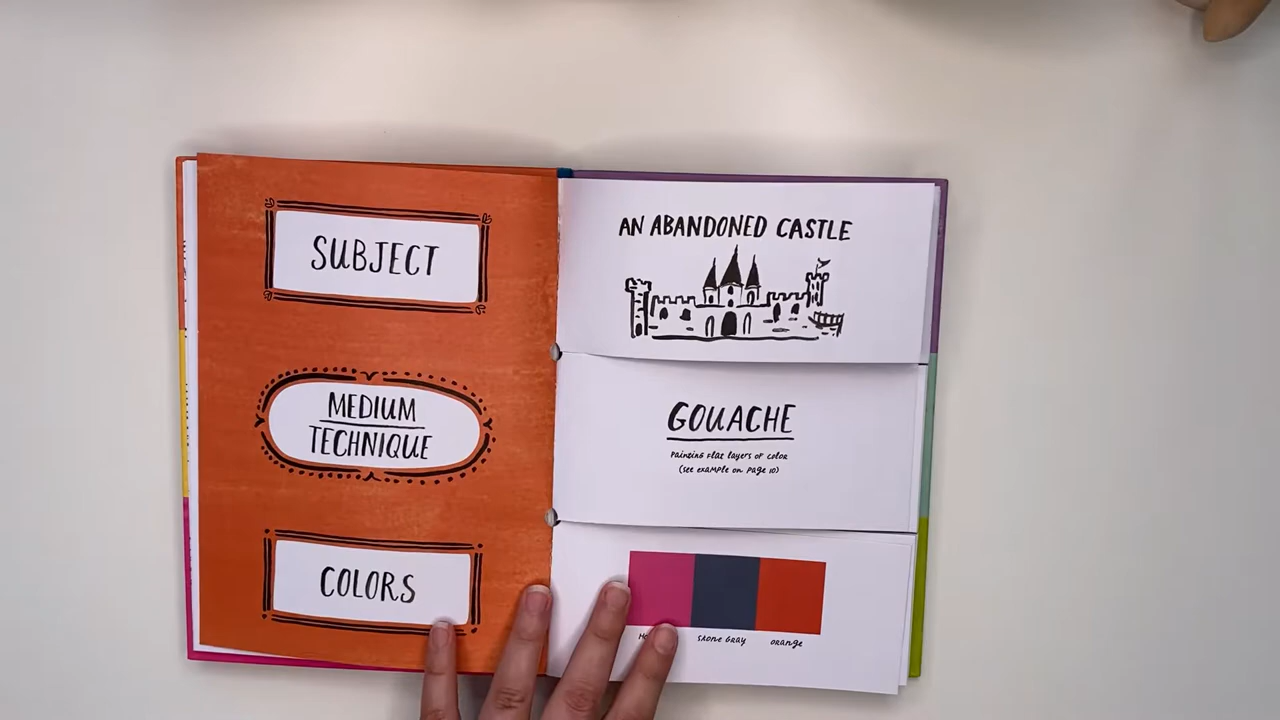 SUBJECT
MEDIUM
TECHNIQUE
COLORS
AN ABANDONED CASTLE
GOUACHE
Painting flat layers of color
(see example on page 10)
Stone Gray
Orange